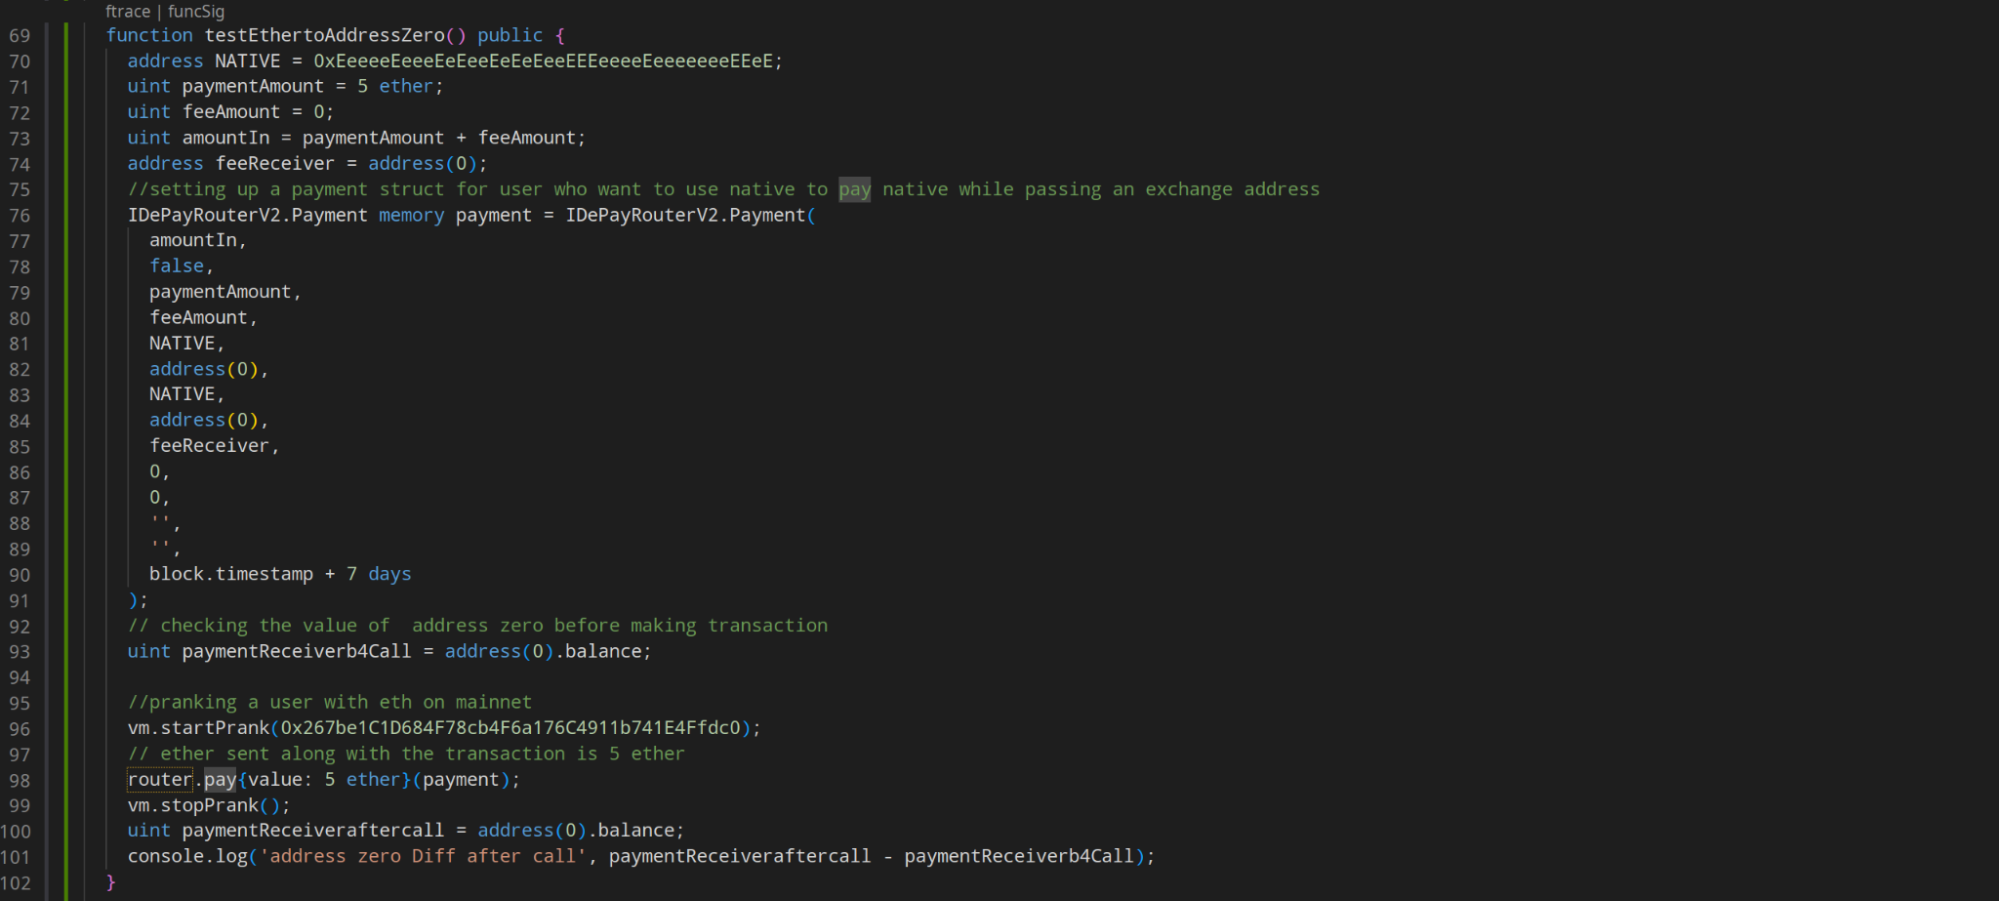 ftrace | funcSig
69 function testEthertoAddressZero() public {
70 address NATIVE = 0xEeeeeEeeeEeEeeEeEeEeeEEEeeeeEeeeeeeeEEeE;
71 uint paymentAmount = 5 ether;
72 uint feeAmount = 0;
73 uint amountIn = paymentAmount + feeAmount;
74 address feeReceiver = address(0);
75 //setting up a payment struct for user who want to use native to pay native while passing an exchange address
76 IDePayRouterV2.Payment memory payment = IDePayRouterV2.Payment(
77 amountIn,
78 false,
79 paymentAmount,
80 feeAmount,
81 NATIVE,
82 address(0),
83 NATIVE,
84 address(0),
85 feeReceiver,
86 0,
87 0,
88 '',
89 '',
90 block.timestamp + 7 days
91 );
92 // checking the value of  address zero before making transaction
93 uint paymentReceiverb4Call = address(0).balance;
94
95 //pranking a user with eth on mainnet
96 vm.startPrank(0x267be1C1D684F78cb4F6a176C4911b741E4Ffdc0);
97 // ether sent along with the transaction is 5 ether
98 router.pay{value: 5 ether}(payment);
99 vm.stopPrank();
100 uint paymentReceiveraftercall = address(0).balance;
101 console.log('address zero Diff after call', paymentReceiveraftercall - paymentReceiverb4Call);
102 }